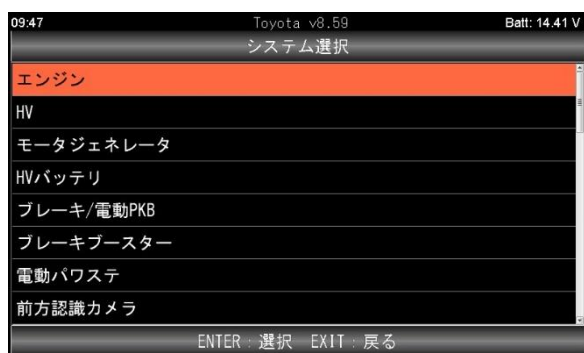 09:47 Toyota v8.59 Batt: 14.41 V
システム選択
エンジン
HV
モータジェネレータ
HVバッテリ
ブレーキ/電動PKB
ブレーキブースター
電動パワステ
前方認識カメラ
ENTER：選択 EXIT：戻る